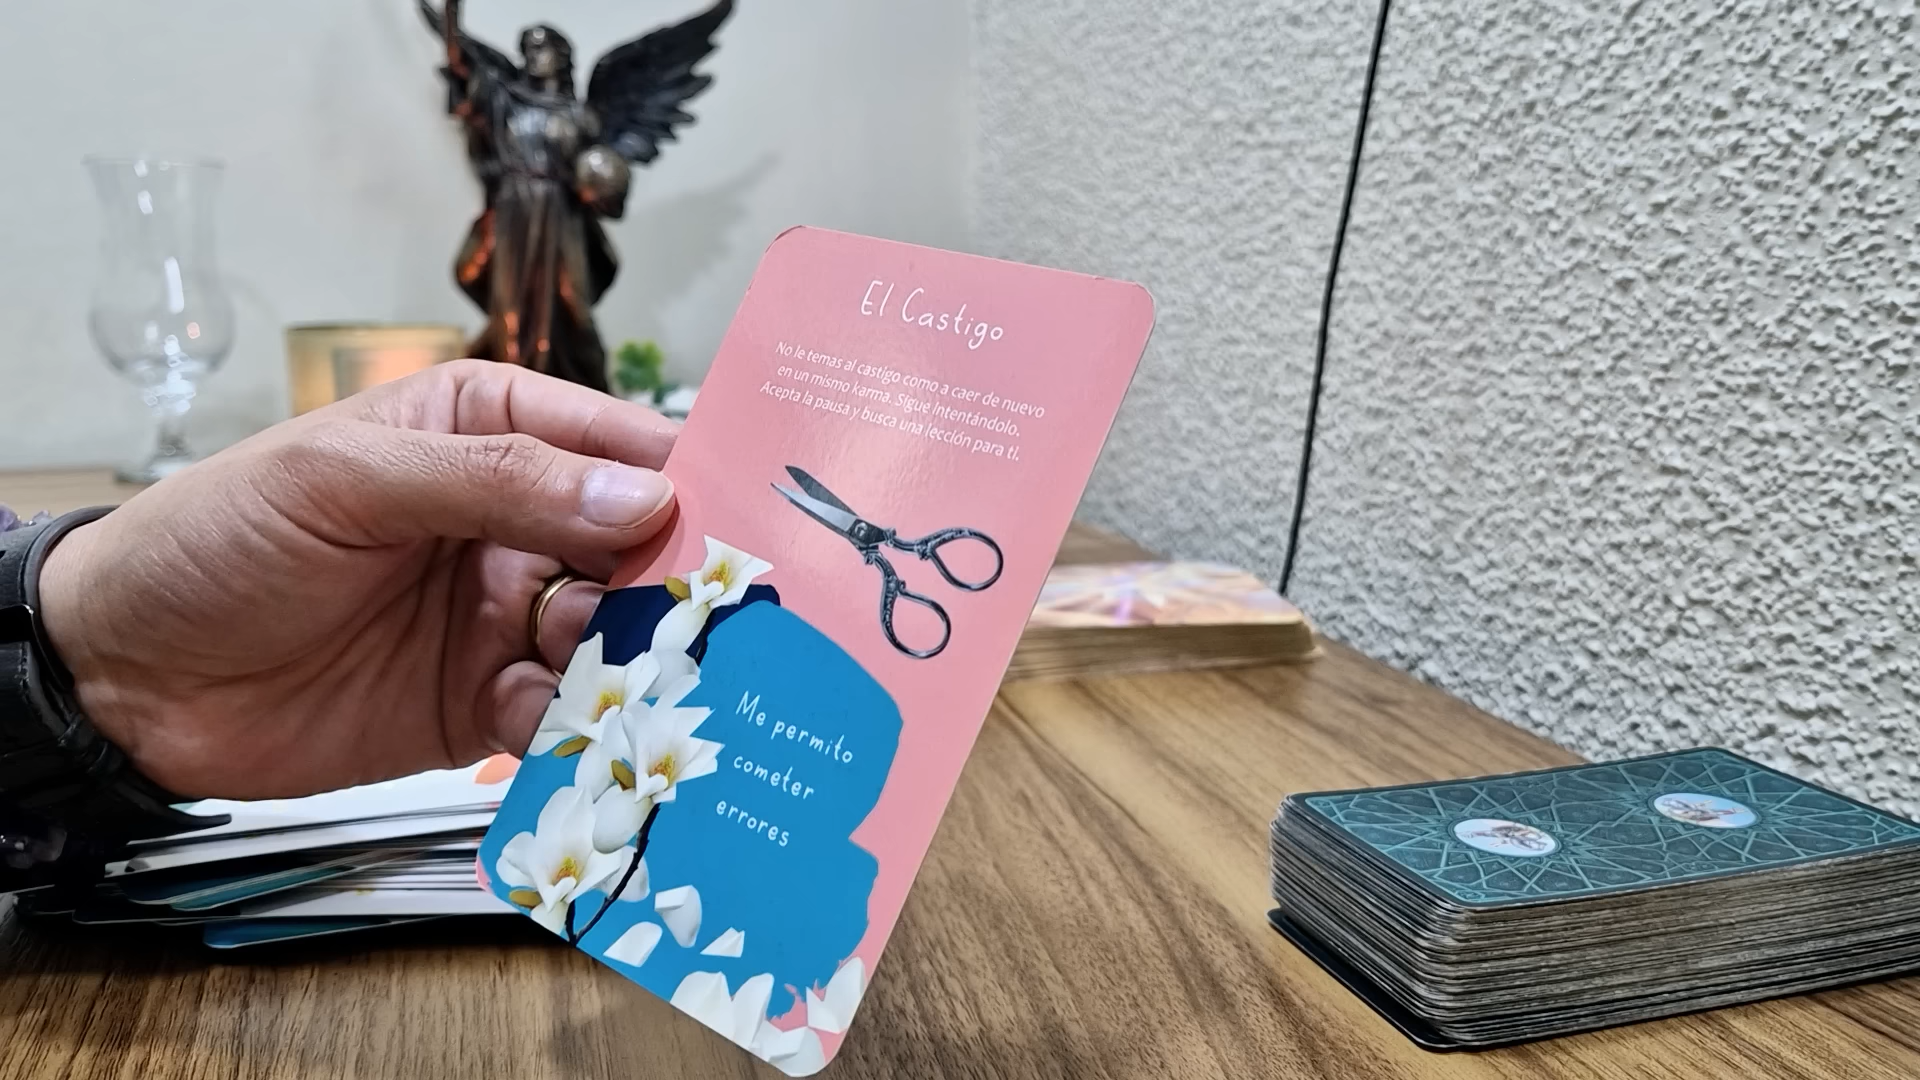 El Castigo
No le temas al castigo como a caer de nuevo
en un mismo karma. Sigue Intentándolo.
Acepta la pausa y busca una lección para ti.
Me permito
cometer
errores